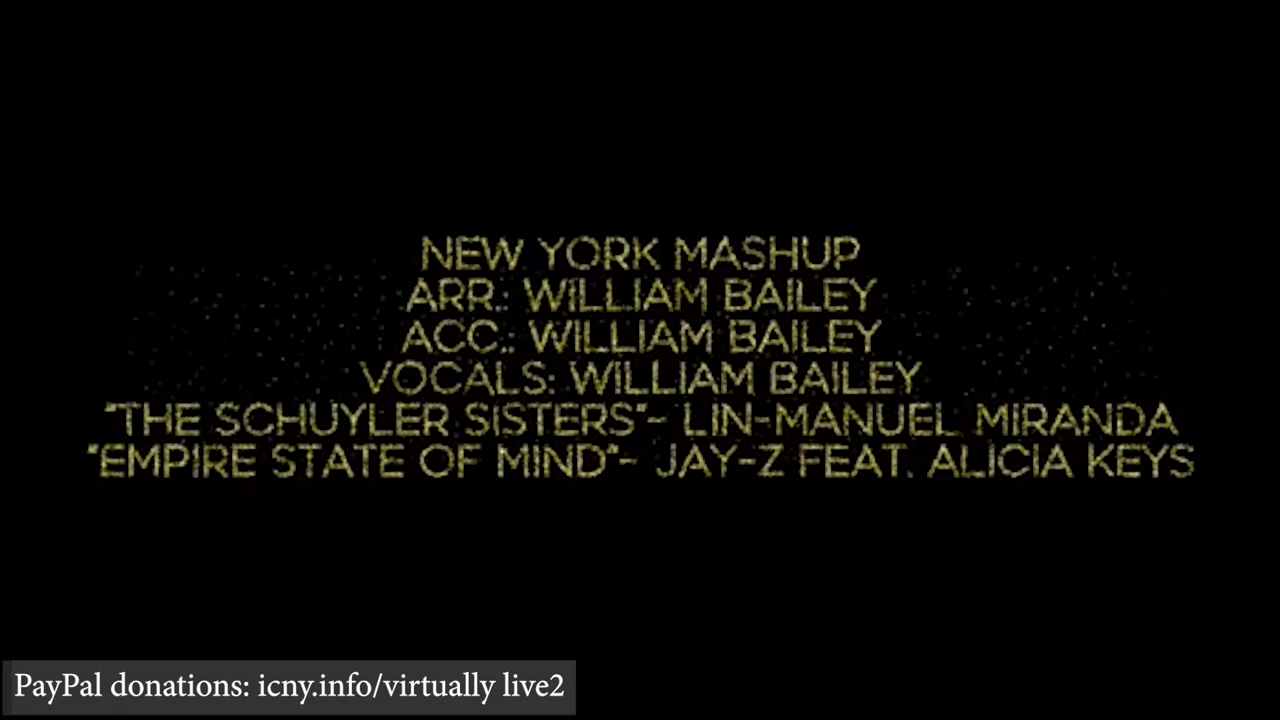 NEW YORK MASHUP
ARR.: WILLIAM BAILEY
ACC.: WILLIAM BAILEY
VOCALS: WILLIAM BAILEY
"THE SCHUYLER SISTERS"- LIN-MANUEL MIRANDA
"EMPIRE STATE OF MIND"- JAY-Z FEAT. ALICIA KEYS
PayPal donations: icny.info/virtually live2